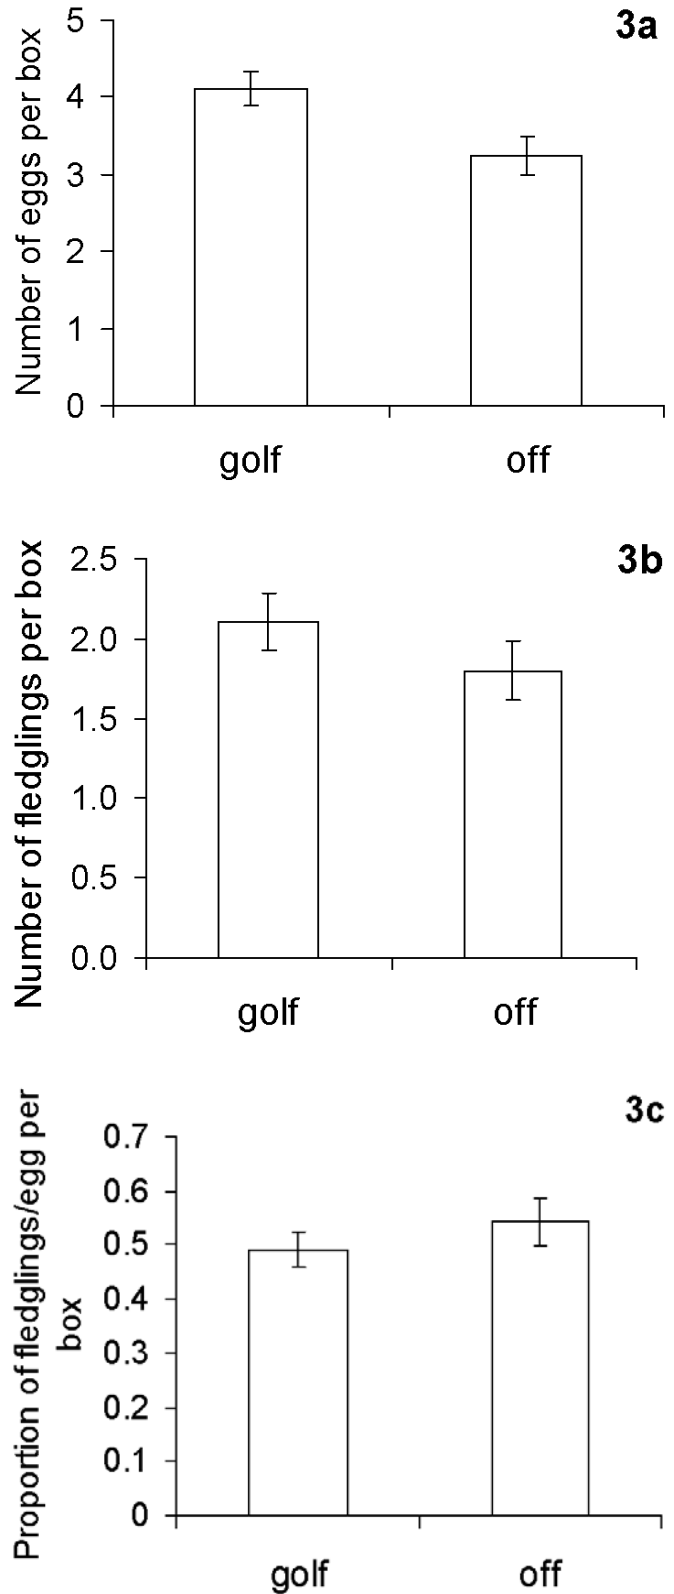 3a
Number of eggs per box
5
4
3
2
1
0
golf off
3b
Number of fledglings per box
2.5
2.0
1.5
1.0
0.5
0.0
golf off
3c
Proportion of fledglings/egg per
box
0.7
0.6
0.5
0.4
0.3
0.2
0.1
0
golf off